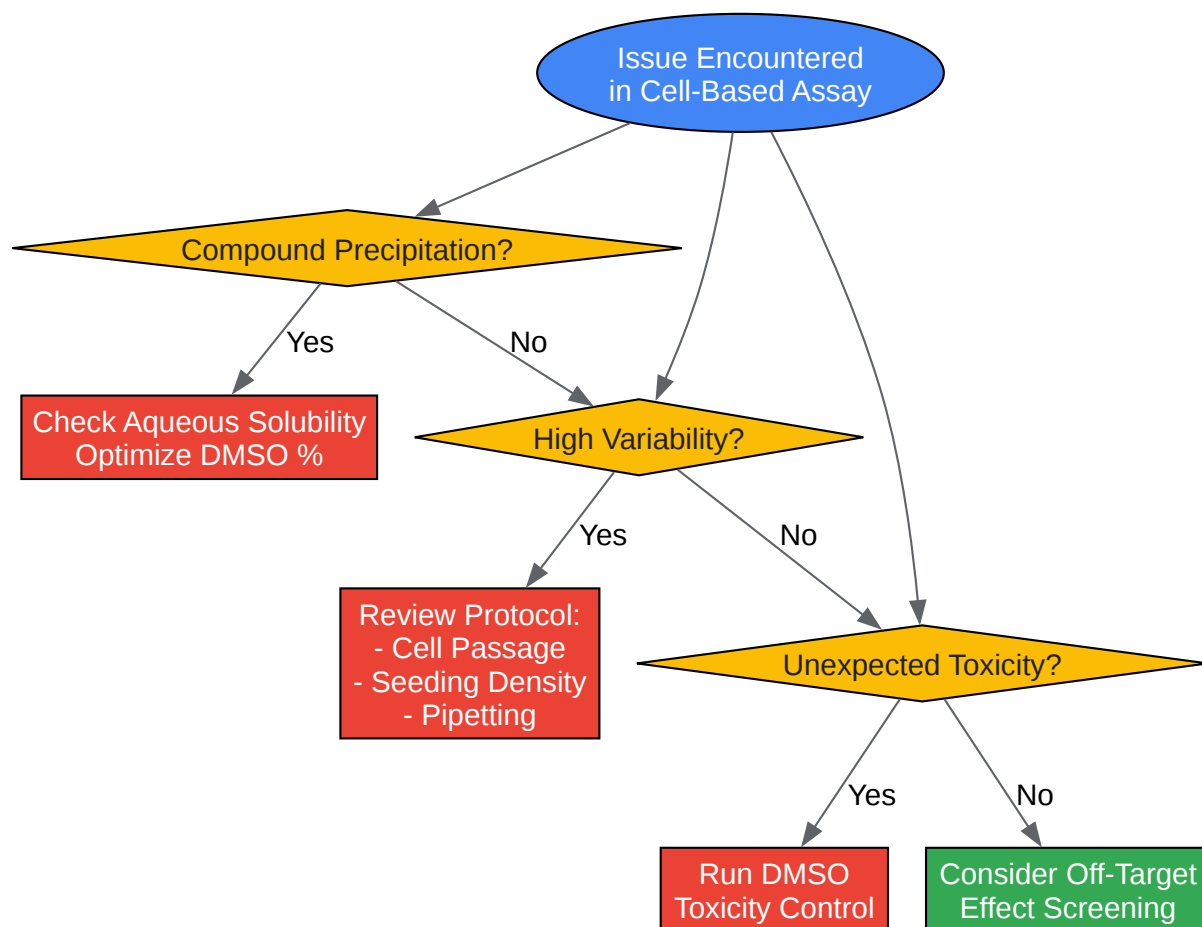 Issue Encountered
in Cell-Based Assay
Compound Precipitation?
Yes
No
Check Aqueous Solubility
Optimize DMSO %
High Variability?
Yes
No
Review Protocol:
- Cell Passage
- Seeding Density
- Pipetting
Unexpected Toxicity?
Yes
No
Run DMSO
Toxicity Control
Consider Off-Target
Effect Screening